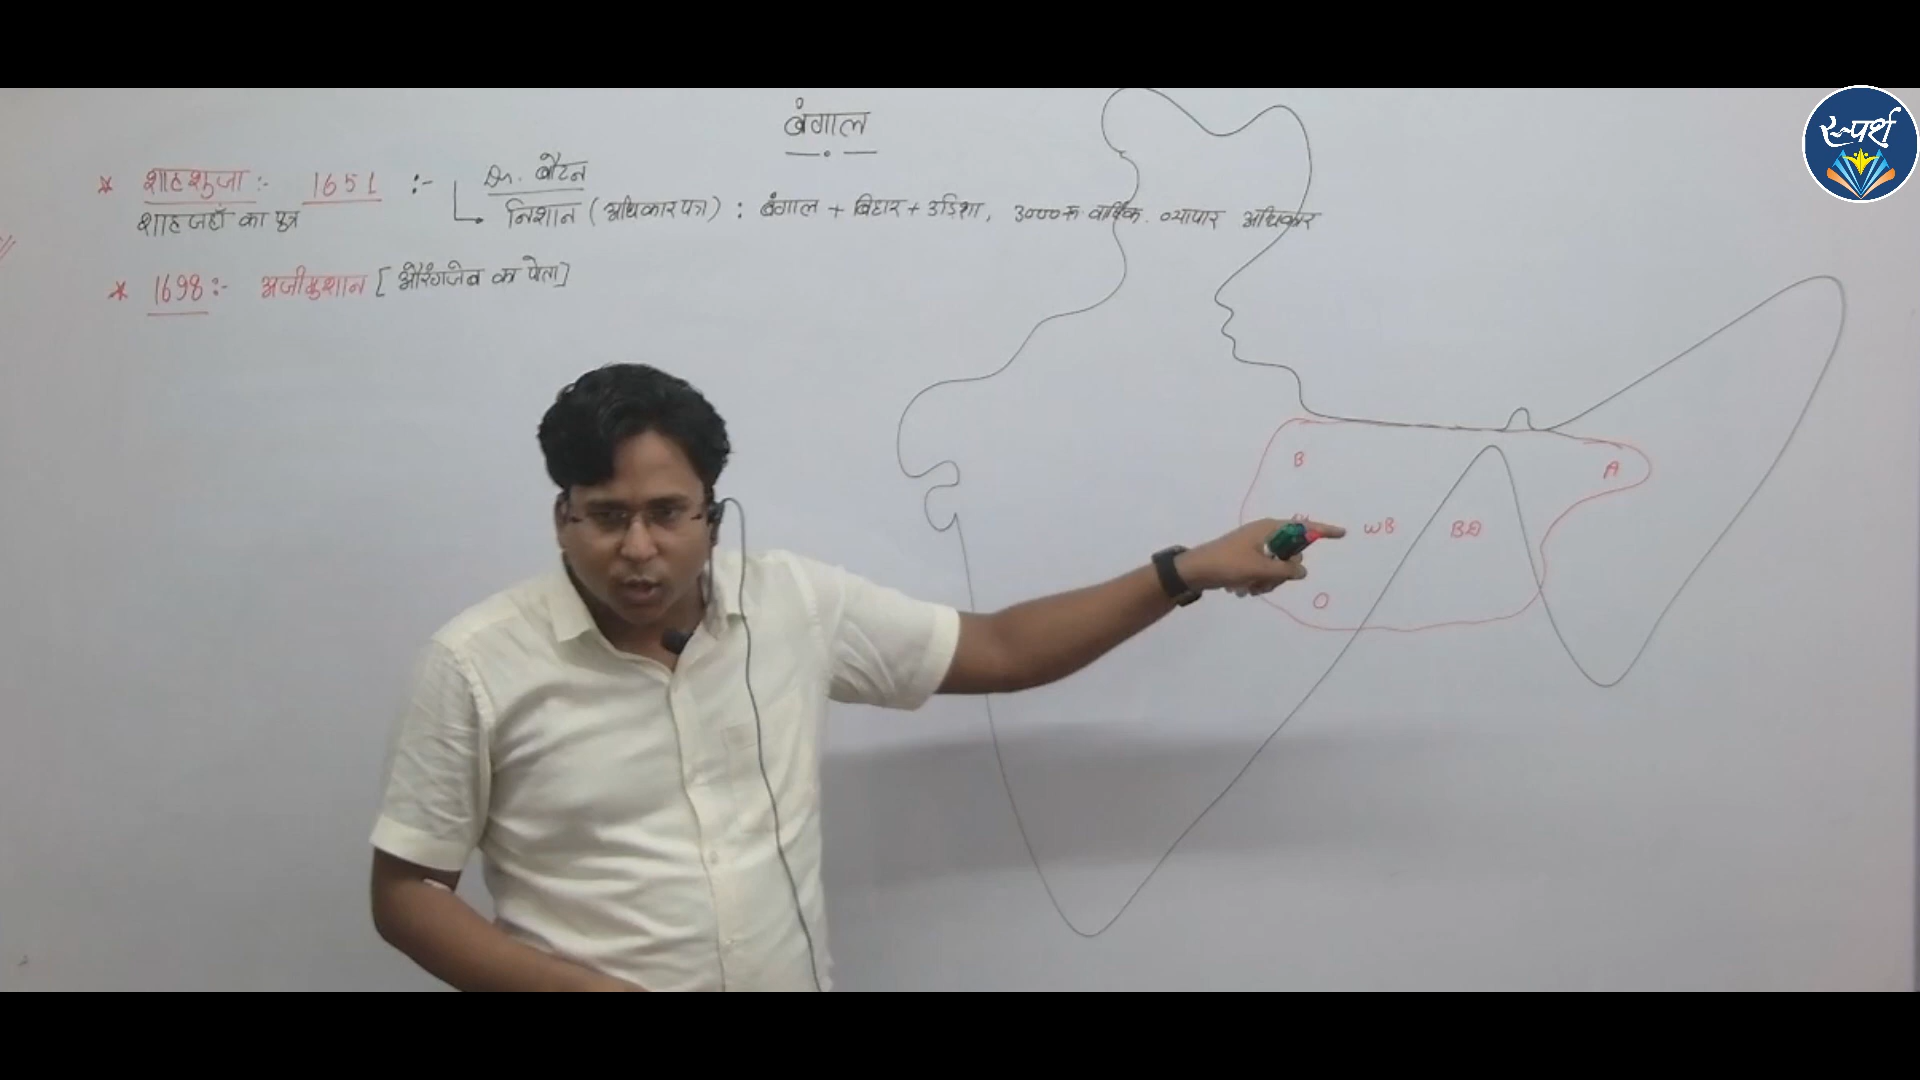 स्पर्श
बंगाल
* शाहशुजा :- 1651 :- Dr. बौटन
शाहजहाँ का पुत्र
निशान (अधिकारपत्र) : बंगाल + बिहार + उडिशा, 3000रु वार्षिक. व्यापार अधिकार
* 1698 :- अजीमुशान [औरंगजेब का पोता]
B
A
WB
BD
O